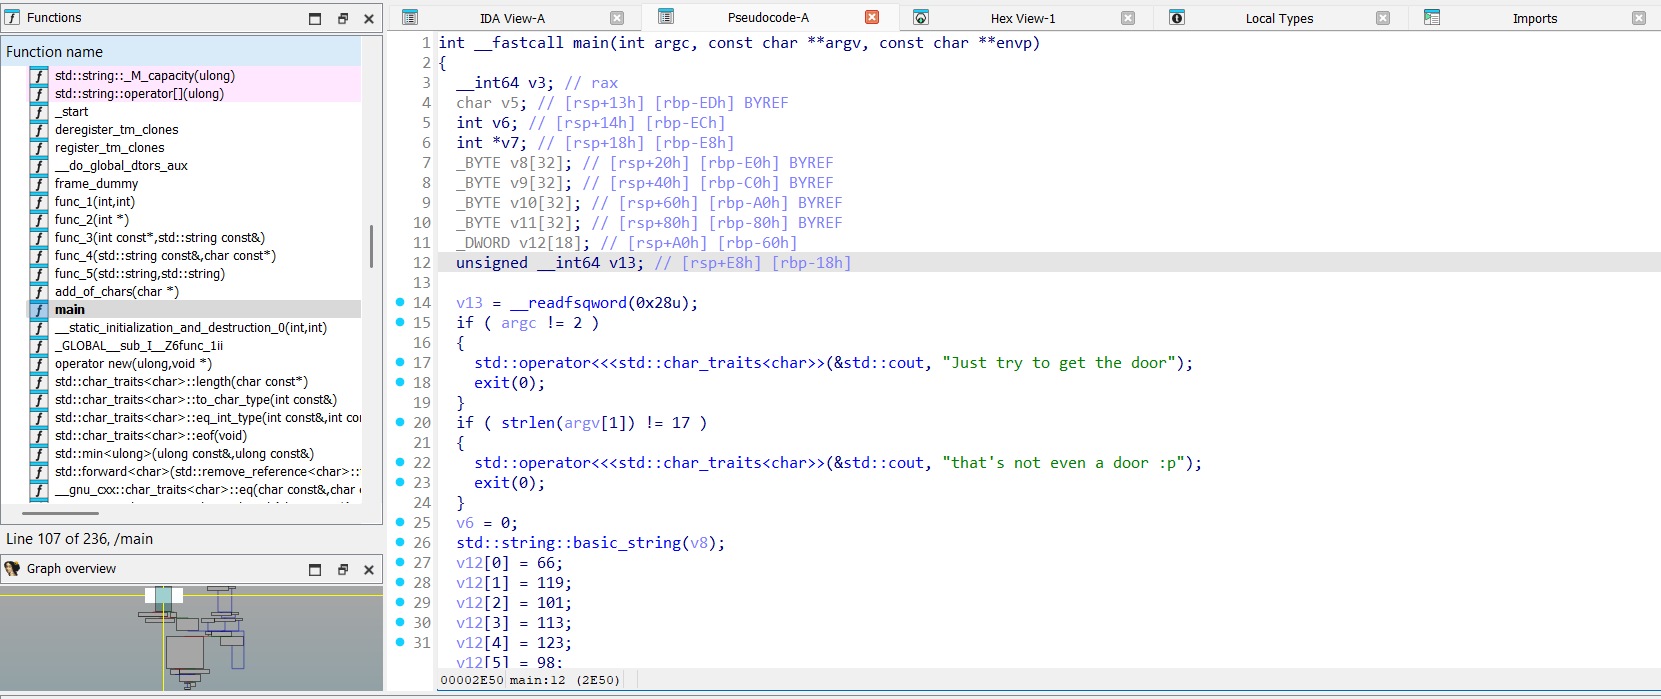 Functions
Function name
std::string::_M_capacity(ulong)
std::string::operator[](ulong)
_start
deregister_tm_clones
register_tm_clones
__do_global_dtors_aux
frame_dummy
func_1(int,int)
func_2(int *)
func_3(int const*,std::string const&)
func_4(std::string const&,char const*)
func_5(std::string,std::string)
add_of_chars(char *)
main
__static_initialization_and_destruction_0(int,int)
_GLOBAL__sub_I__Z6func_1ii
operator new(ulong,void *)
std::char_traits<char>::length(char const*)
std::char_traits<char>::to_char_type(int const&)
std::char_traits<char>::eq_int_type(int const&,int co
std::char_traits<char>::eof(void)
std::min<ulong>(ulong const&,ulong const&)
std::forward<char>(std::remove_reference<char>::
__gnu_cxx::char_traits<char>::eq(char const&,char
Line 107 of 236, /main
Graph overview
IDA View-A Pseudocode-A Hex View-1 Local Types Imports
1 int __fastcall main(int argc, const char **argv, const char **envp)
2 {
3 __int64 v3; // rax
4 char v5; // [rsp+13h] [rbp-EDh] BYREF
5 int v6; // [rsp+14h] [rbp-ECh]
6 int *v7; // [rsp+18h] [rbp-E8h]
7 _BYTE v8[32]; // [rsp+20h] [rbp-E0h] BYREF
8 _BYTE v9[32]; // [rsp+40h] [rbp-C0h] BYREF
9 _BYTE v10[32]; // [rsp+60h] [rbp-A0h] BYREF
10 _BYTE v11[32]; // [rsp+80h] [rbp-80h] BYREF
11 _DWORD v12[18]; // [rsp+A0h] [rbp-60h]
12 unsigned __int64 v13; // [rsp+E8h] [rbp-18h]
13
14 v13 = __readfsqword(0x28u);
15 if ( argc != 2 )
16 {
17 std::operator<<<std::char_traits<char>>(&std::cout, "Just try to get the door");
18 exit(0);
19 }
20 if ( strlen(argv[1]) != 17 )
21 {
22 std::operator<<<std::char_traits<char>>(&std::cout, "that's not even a door :p");
23 exit(0);
24 }
25 v6 = 0;
26 std::string::basic_string(v8);
27 v12[0] = 66;
28 v12[1] = 119;
29 v12[2] = 101;
30 v12[3] = 113;
31 v12[4] = 123;
v12[5] = 98;
00002E50 main:12 (2E50)